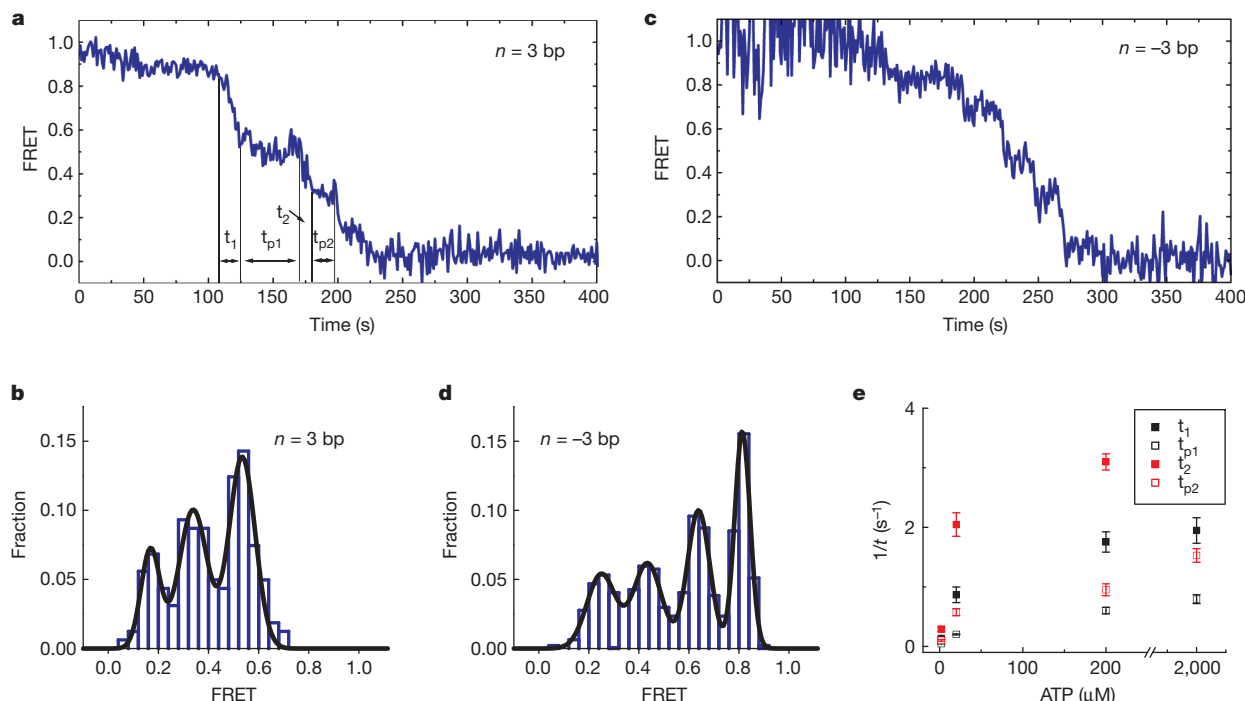 a
n = 3 bp
1.0
0.8
0.6
0.4
0.2
0.0
FRET
t1
tp1
t2
tp2
0 50 100 150 200 250 300 350 400
Time (s)
c
n = –3 bp
1.0
0.8
0.6
0.4
0.2
0.0
FRET
0 50 100 150 200 250 300 350 400
Time (s)
b
n = 3 bp
0.15
0.10
0.05
0.00
Fraction
0.0 0.2 0.4 0.6 0.8 1.0
FRET
d
n = –3 bp
0.15
0.10
0.05
0.00
Fraction
0.0 0.2 0.4 0.6 0.8 1.0
FRET
e
4
2
0
1/t (s–1)
t1
tp1
t2
tp2
0 100 200 2,000
ATP (μM)